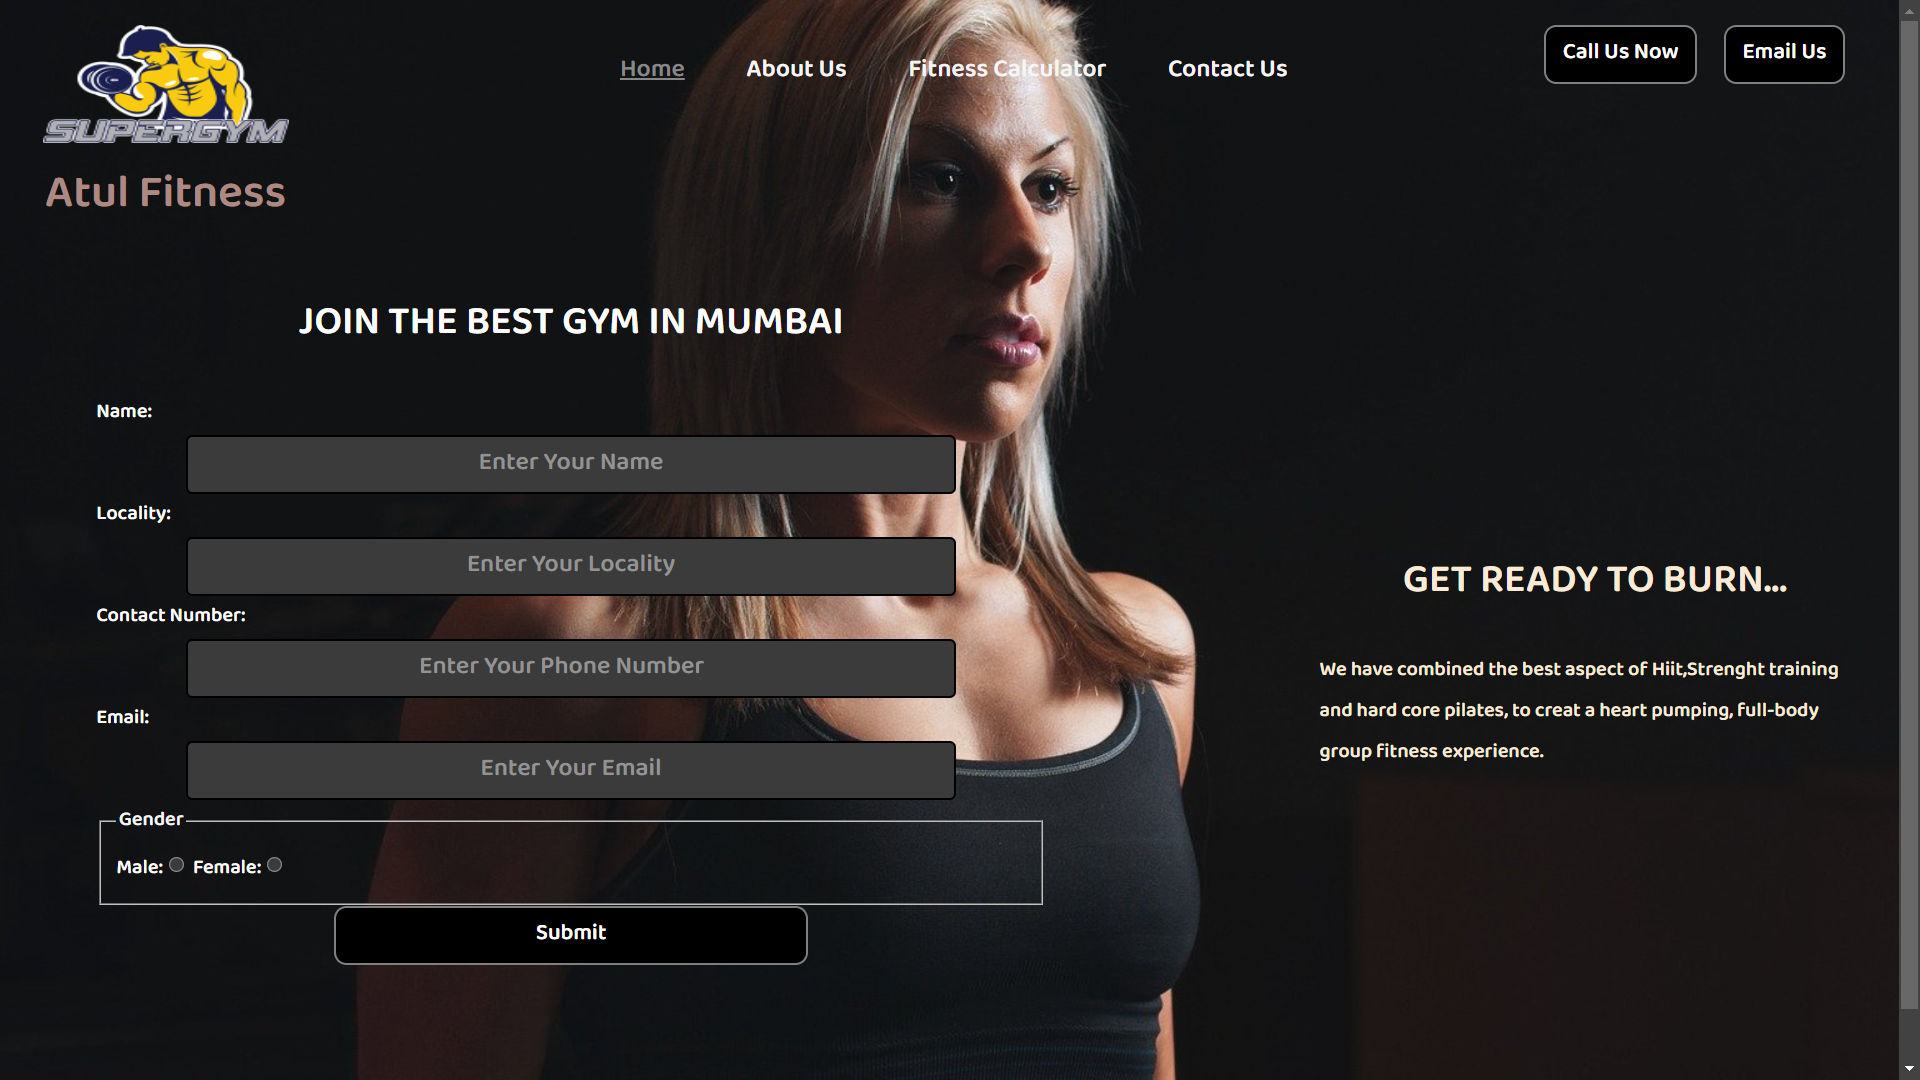 Home About Us Fitness Calculator Contact Us
Call Us Now Email Us
SUPERGYM
Atul Fitness
JOIN THE BEST GYM IN MUMBAI
Name:
Enter Your Name
Locality:
Enter Your Locality
Contact Number:
Enter Your Phone Number
Email:
Enter Your Email
Gender
Male: Female:
Submit
GET READY TO BURN...
We have combined the best aspect of Hiit,Strenght training
and hard core pilates, to creat a heart pumping, full-body
group fitness experience.